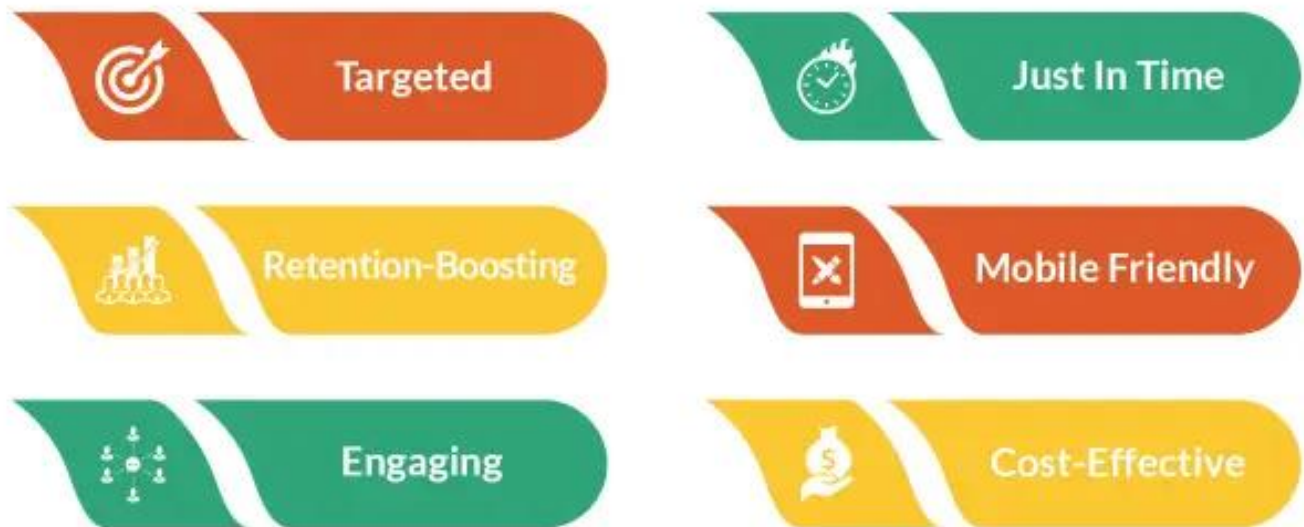 Targeted
Just In Time
Retention-Boosting
Mobile Friendly
Engaging
Cost-Effective